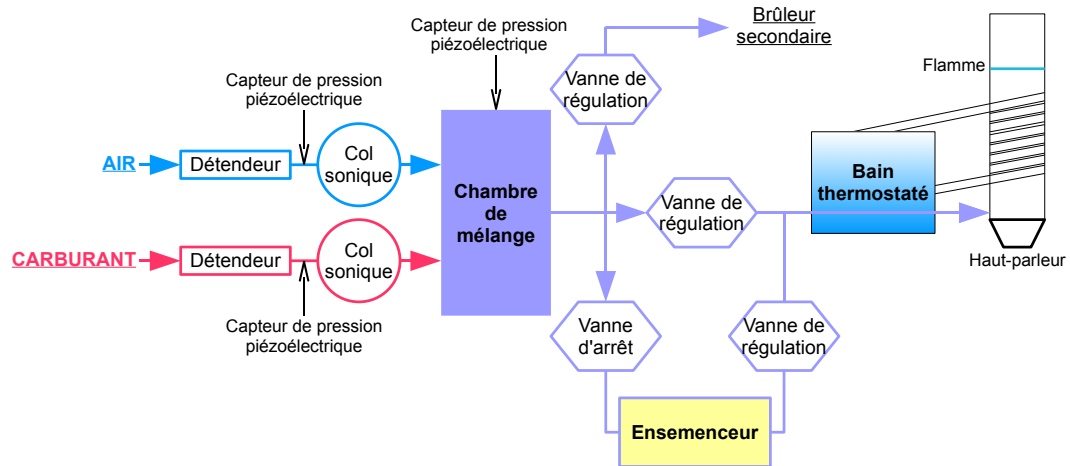 Capteur de pression
piézoélectrique
Capteur de pression
piézoélectrique
Brûleur
secondaire
Flamme
Vanne de
régulation
AIR
Détendeur
Col
sonique
Chambre
de
mélange
Bain
thermostaté
Vanne de
régulation
CARBURANT
Détendeur
Col
sonique
Haut-parleur
Capteur de pression
piézoélectrique
Vanne
d'arrêt
Vanne de
régulation
Ensemenceur